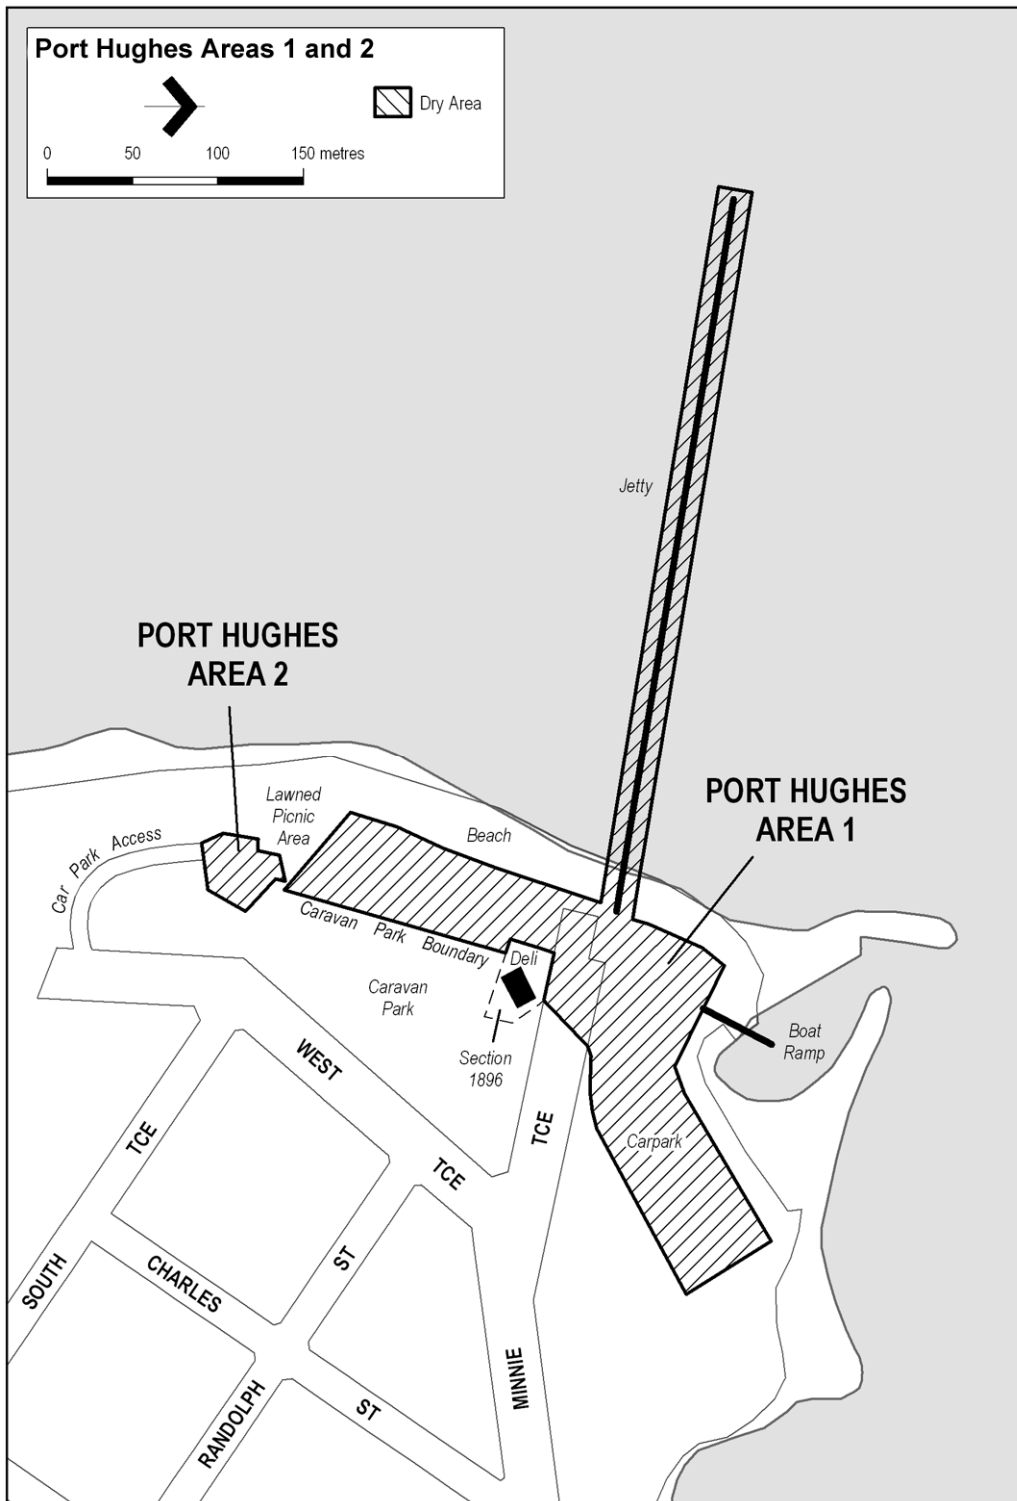 Port Hughes Areas 1 and 2
Dry Area
0 50 100 150 metres
Jetty
PORT HUGHES
AREA 2
PORT HUGHES
AREA 1
Lawned
Picnic
Area
Beach
Car Park Access
Caravan Park Boundary
Deli
Caravan
Park
Section
1896
Boat
Ramp
Carpark
WEST
TCE
TCE
TCE
SOUTH
CHARLES
ST
ST
RANDOLPH
MINNIE